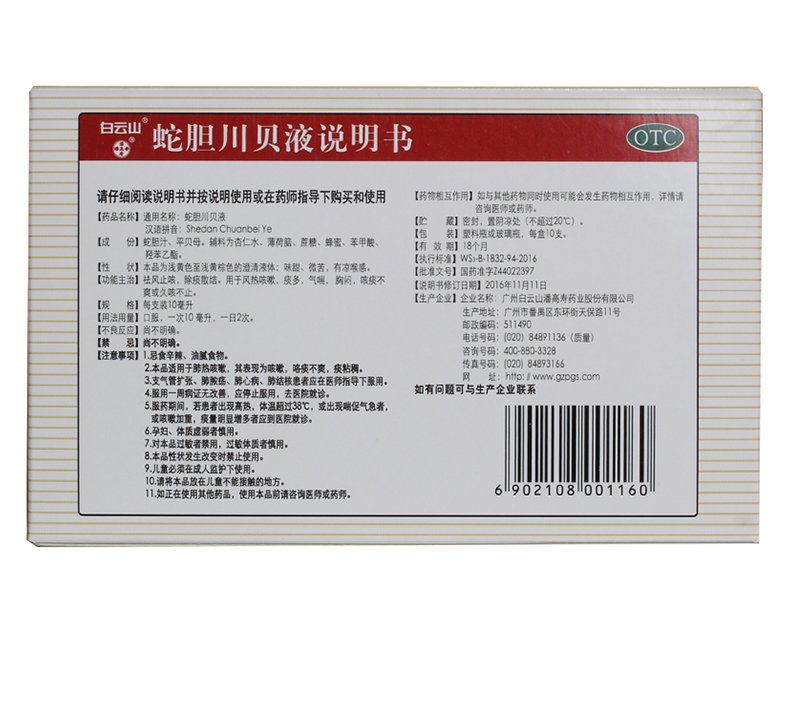 白云山®
®
蛇胆川贝液说明书
OTC
请仔细阅读说明书并按说明使用或在药师指导下购买和使用
【药品名称】通用名称：蛇胆川贝液
汉语拼音：Shedan Chuanbei Ye
【成　　份】蛇胆汁、平贝母。辅料为杏仁水、薄荷脑、蔗糖、蜂蜜、苯甲酸、
羟苯乙酯。
【性　　状】本品为浅黄色至浅黄棕色的澄清液体；味甜、微苦，有凉喉感。
【功能主治】祛风止咳，除痰散结。用于风热咳嗽，痰多，气喘，胸闷，咳痰不
爽或久咳不止。
【规　　格】每支装10毫升
【用法用量】口服，一次10 毫升，一日2次。
【不良反应】尚不明确。
【禁　　忌】尚不明确。
【注意事项】1.忌食辛辣、油腻食物。
2.本品适用于肺热咳嗽，其表现为咳嗽，咯痰不爽，痰粘稠。
3.支气管扩张、肺脓疡、肺心病、肺结核患者应在医师指导下服用。
4.服用一周病证无改善，应停止服用，去医院就诊。
5.服药期间，若患者出现高热，体温超过38℃，或出现喘促气急者，
或咳嗽加重，痰量明显增多者应到医院就诊。
6.孕妇、体质虚弱者慎用。
7.对本品过敏者禁用，过敏体质者慎用。
8.本品性状发生改变时禁止使用。
9.儿童必须在成人监护下使用。
10.请将本品放在儿童不能接触的地方。
11.如正在使用其他药品，使用本品前请咨询医师或药师。
【药物相互作用】如与其他药物同时使用可能会发生药物相互作用，详情请
咨询医师或药师。
【贮　　藏】密封，置阴凉处（不超过20℃）。
【包　　装】塑料瓶或玻璃瓶，每盒10支。
【有 效 期】18个月
【执行标准】WS₃-B-1832-94-2016
【批准文号】国药准字Z44022397
【说明书修订日期】2016年11月11日
【生产企业】企业名称：广州白云山潘高寿药业股份有限公司
生产地址：广州市番禺区东环街天保路11号
邮政编码：511490
电话号码：(020) 84891136（质量）
咨询号码：400-880-3328
传真号码：(020) 84893166
网　　址：http://www.gzpgs.com
如有问题可与生产企业联系
6 902108 001160